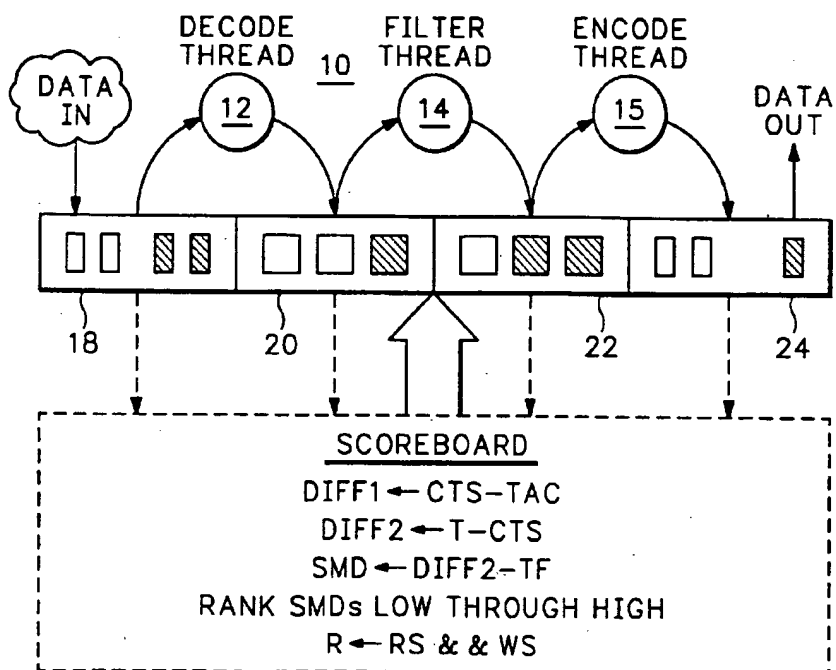 DECODE THREAD
10
FILTER THREAD
ENCODE THREAD
DATA IN
12
14
15
DATA OUT
18
20
22
24
SCOREBOARD
DIFF1←CTS-TAC
DIFF2←T-CTS
SMD←DIFF2-TF
RANK SMDs LOW THROUGH HIGH
R←RS & & WS